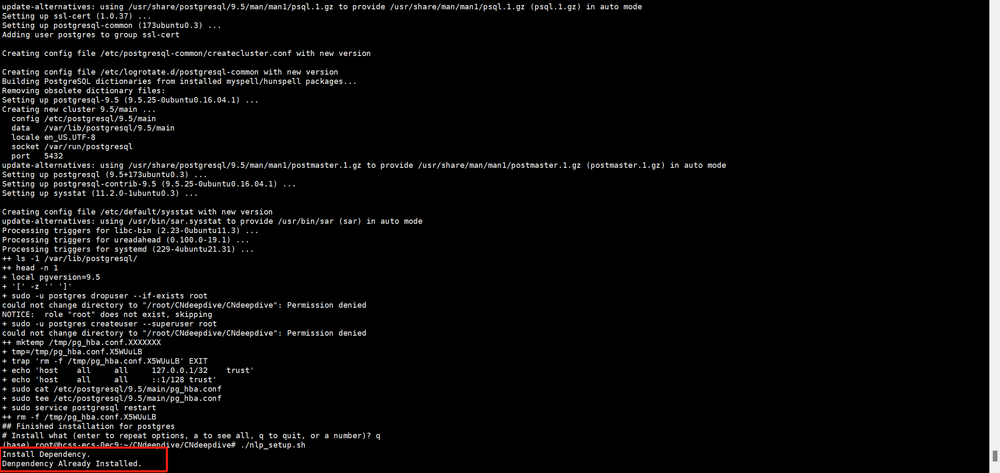 update-alternatives: using /usr/share/postgresql/9.5/man/man1/psql.1.gz to provide /usr/share/man/man1/psql.1.gz (psql.1.gz) in auto mode
Setting up ssl-cert (1.0.37) ...
Setting up postgresql-common (173ubuntu0.3) ...
Adding user postgres to group ssl-cert
Creating config file /etc/postgresql-common/createcluster.conf with new version
Creating config file /etc/logrotate.d/postgresql-common with new version
Building PostgreSQL dictionaries from installed myspell/hunspell packages...
Removing obsolete dictionary files:
Setting up postgresql-9.5 (9.5.25-0ubuntu0.16.04.1) ...
Creating new cluster 9.5/main ...
  config /etc/postgresql/9.5/main
  data   /var/lib/postgresql/9.5/main
  locale en_US.UTF-8
  socket /var/run/postgresql
  port   5432
update-alternatives: using /usr/share/postgresql/9.5/man/man1/postmaster.1.gz to provide /usr/share/man/man1/postmaster.1.gz (postmaster.1.gz) in auto mode
Setting up postgresql (9.5+173ubuntu0.3) ...
Setting up postgresql-contrib-9.5 (9.5.25-0ubuntu0.16.04.1) ...
Setting up sysstat (11.2.0-1ubuntu0.3) ...
Creating config file /etc/default/sysstat with new version
update-alternatives: using /usr/bin/sar.sysstat to provide /usr/bin/sar (sar) in auto mode
Processing triggers for libc-bin (2.23-0ubuntu11.3) ...
Processing triggers for ureadahead (0.100.0-19.1) ...
Processing triggers for systemd (229-4ubuntu21.31) ...
++ ls -1 /var/lib/postgresql/
++ head -n 1
+ local pgversion=9.5
+ '[' -z '' ']'
+ sudo -u postgres dropuser --if-exists root
could not change directory to "/root/CNdeepdive/CNdeepdive": Permission denied
NOTICE:  role "root" does not exist, skipping
+ sudo -u postgres createuser --superuser root
could not change directory to "/root/CNdeepdive/CNdeepdive": Permission denied
++ mktemp /tmp/pg_hba.conf.XXXXXXX
+ tmp=/tmp/pg_hba.conf.X5WUuLB
+ trap 'rm -f /tmp/pg_hba.conf.X5WUuLB' EXIT
+ echo 'host    all     all     127.0.0.1/32    trust'
+ echo 'host    all     all     ::1/128 trust'
+ sudo cat /etc/postgresql/9.5/main/pg_hba.conf
+ sudo tee /etc/postgresql/9.5/main/pg_hba.conf
+ sudo service postgresql restart
++ rm -f /tmp/pg_hba.conf.X5WUuLB
## Finished installation for postgres
# Install what (enter to repeat options, a to see all, q to quit, or a number)? q
(base) root@hcss-ecs-0ec9:~/CNdeepdive/CNdeepdive# ./nlp_setup.sh
Install Dependency.
Denpendency Already Installed.